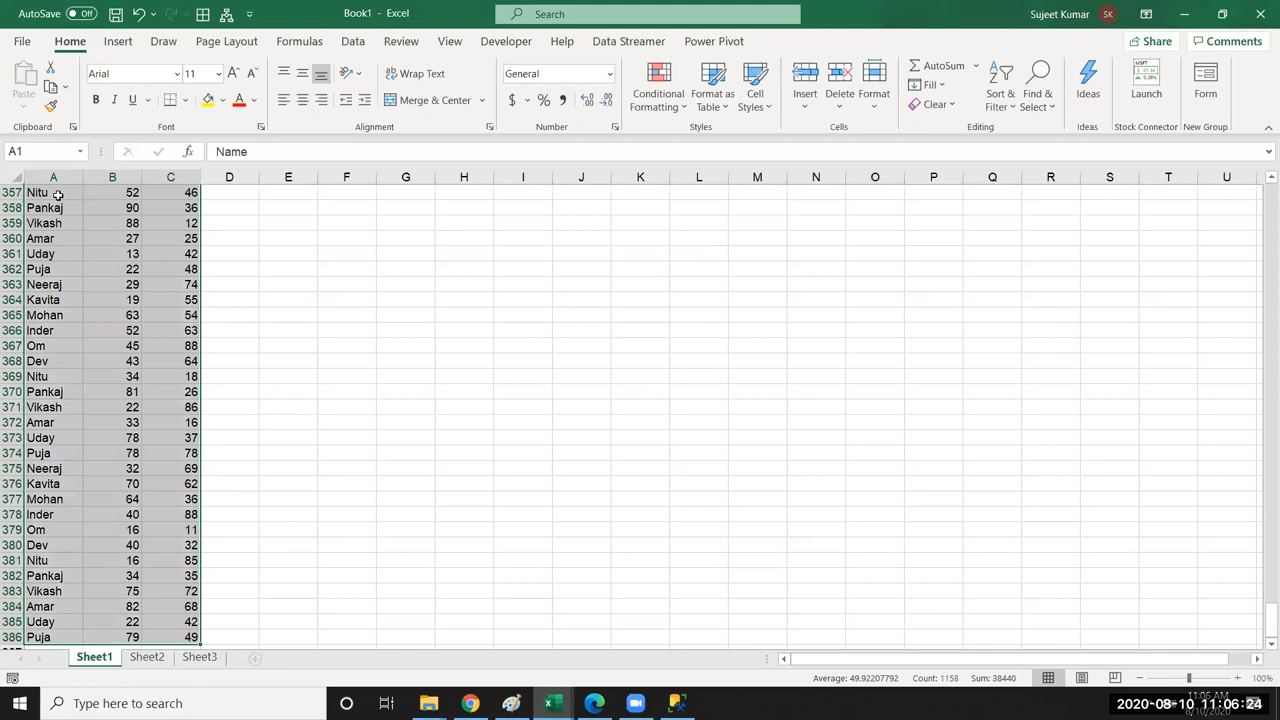 AutoSave Off Book1 - Excel Search Sujeet Kumar SK
File Home Insert Draw Page Layout Formulas Data Review View Developer Help Data Streamer Power Pivot Share Comments
Paste Arial 11 A A Wrap Text General Conditional Formatting Format as Table Cell Styles Insert Delete Format AutoSum Sort & Filter Find & Select Ideas Launch Form
B I U A Merge & Center $ % Fill Clear
Clipboard Font Alignment Number Styles Cells Editing Ideas Stock Connector New Group
A1 fx Name
A B C D E F G H I J K L M N O P Q R S T U
357 Nitu 52 46
358 Pankaj 90 36
359 Vikash 88 12
360 Amar 27 25
361 Uday 13 42
362 Puja 22 48
363 Neeraj 29 74
364 Kavita 19 55
365 Mohan 63 54
366 Inder 52 63
367 Om 45 88
368 Dev 43 64
369 Nitu 34 18
370 Pankaj 81 26
371 Vikash 22 86
372 Amar 33 16
373 Uday 78 37
374 Puja 78 78
375 Neeraj 32 69
376 Kavita 70 62
377 Mohan 64 36
378 Inder 40 88
379 Om 16 11
380 Dev 40 32
381 Nitu 16 85
382 Pankaj 34 35
383 Vikash 75 72
384 Amar 82 68
385 Uday 22 42
386 Puja 79 49
Sheet1 Sheet2 Sheet3
Average: 49.92207792 Count: 1158 Sum: 38440 100%
Type here to search 11:06 AM
2020-08-10 11:06:24
8/10/2020